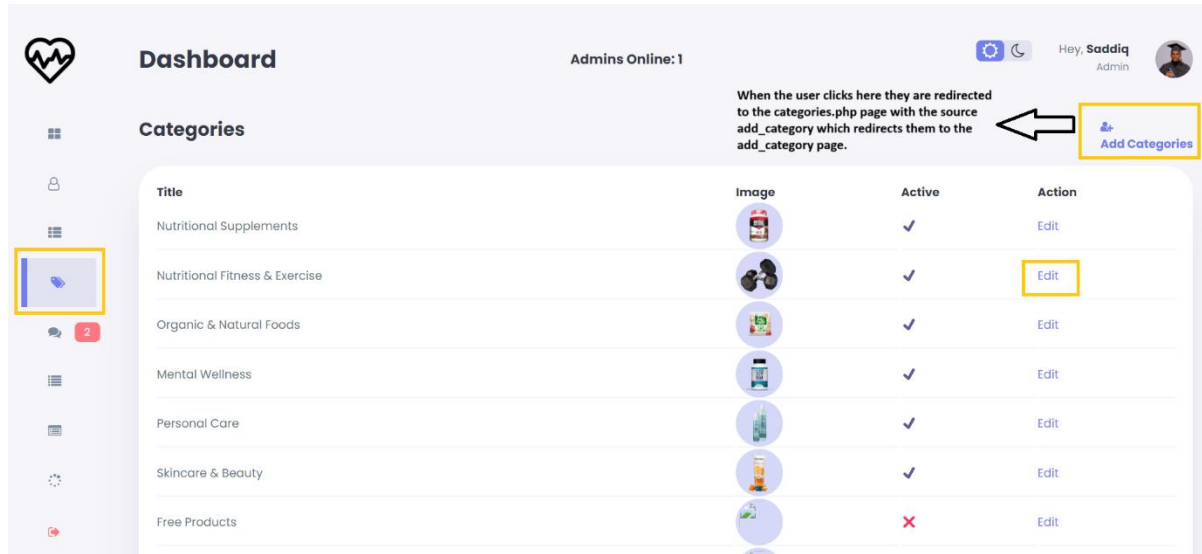 Dashboard
Admins Online: 1
Hey, Saddiq
Admin
When the user clicks here they are redirected
to the categories.php page with the source
add_category which redirects them to the
add_category page.
Categories
Add Categories
Title Image Active Action
Nutritional Supplements Edit
Nutritional Fitness & Exercise Edit
Organic & Natural Foods Edit
2
Mental Wellness Edit
Personal Care Edit
Skincare & Beauty Edit
Free Products Edit